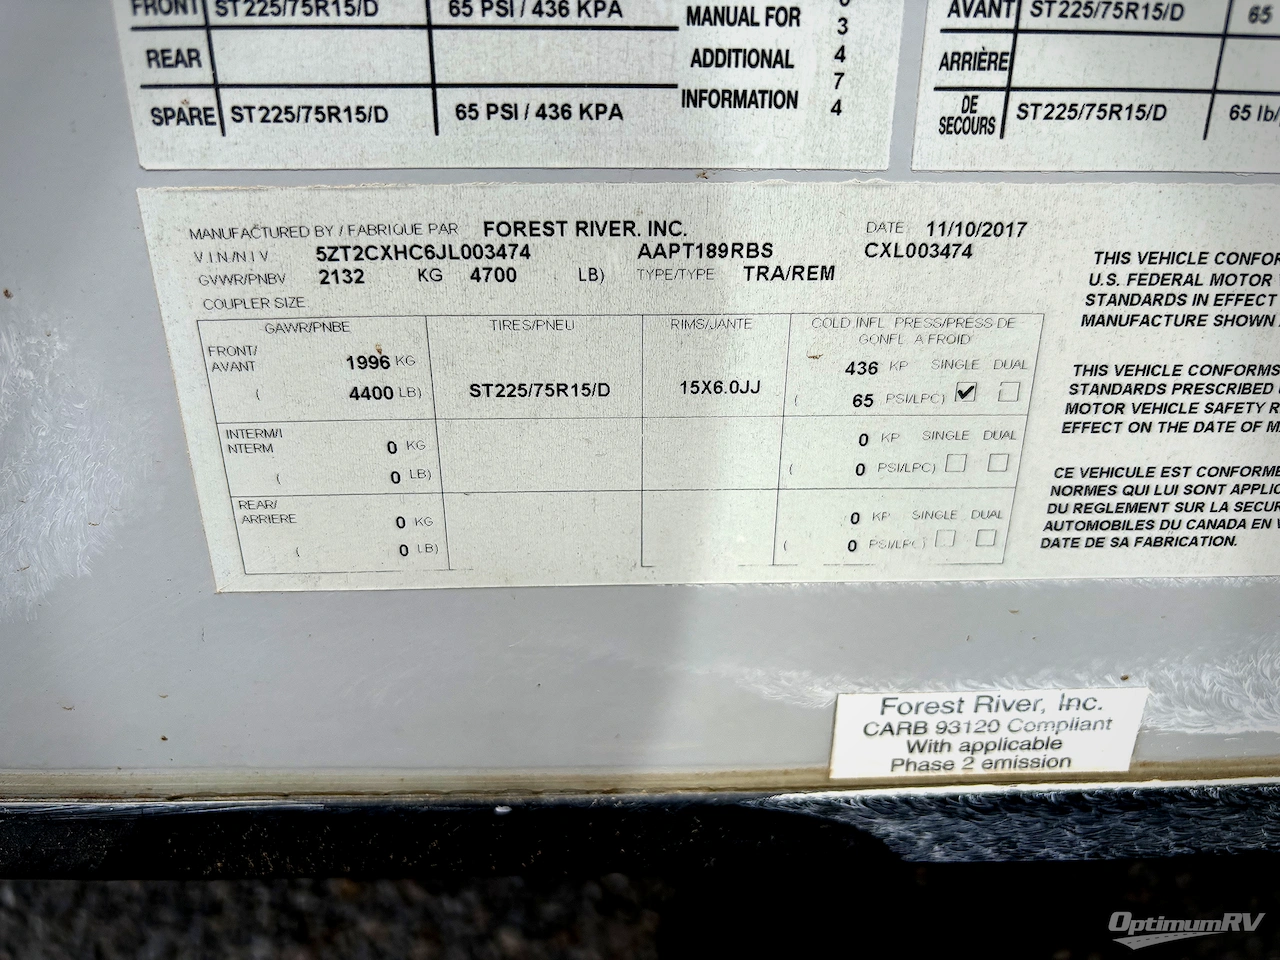 FRONT ST225/75R15/D 65 PSI / 436 KPA
REAR
SPARE ST225/75R15/D 65 PSI / 436 KPA
MANUAL FOR
ADDITIONAL
INFORMATION
3
4
7
4
AVANT ST225/75R15/D 65
ARRIÈRE
DE
SECOURS ST225/75R15/D 65 lb/
MANUFACTURED BY / FABRIQUE PAR FOREST RIVER, INC. DATE 11/10/2017
V.I.N/N.I.V 5ZT2CXHC6JL003474 AAPT189RBS CXL003474
GVWR/PNBV 2132 KG 4700 LB) TYPE/TYPE TRA/REM
COUPLER SIZE
GAWR/PNBE TIRES/PNEU RIMS/JANTE COLD INFL. PRESS/PRESS DE
GONFL. A FROID
FRONT/
AVANT 1996 KG 436 KP SINGLE DUAL
( 4400 LB) ST225/75R15/D 15X6.0JJ ( 65 PSI/LPC) ✔
INTERM/I
NTERM 0 KG 0 KP SINGLE DUAL
( 0 LB) ( 0 PSI/LPC)
REAR/
ARRIERE 0 KG 0 KP SINGLE DUAL
( 0 LB) ( 0 PSI/LPC)
THIS VEHICLE CONFOR
U.S. FEDERAL MOTOR
STANDARDS IN EFFECT
MANUFACTURE SHOWN
THIS VEHICLE CONFORMS
STANDARDS PRESCRIBED
MOTOR VEHICLE SAFETY R
EFFECT ON THE DATE OF M
CE VEHICULE EST CONFORME
NORMES QUI LUI SONT APPLIC
DU REGLEMENT SUR LA SECUR
AUTOMOBILES DU CANADA EN V
DATE DE SA FABRICATION.
Forest River, Inc.
CARB 93120 Compliant
With applicable
Phase 2 emission
OptimumRV